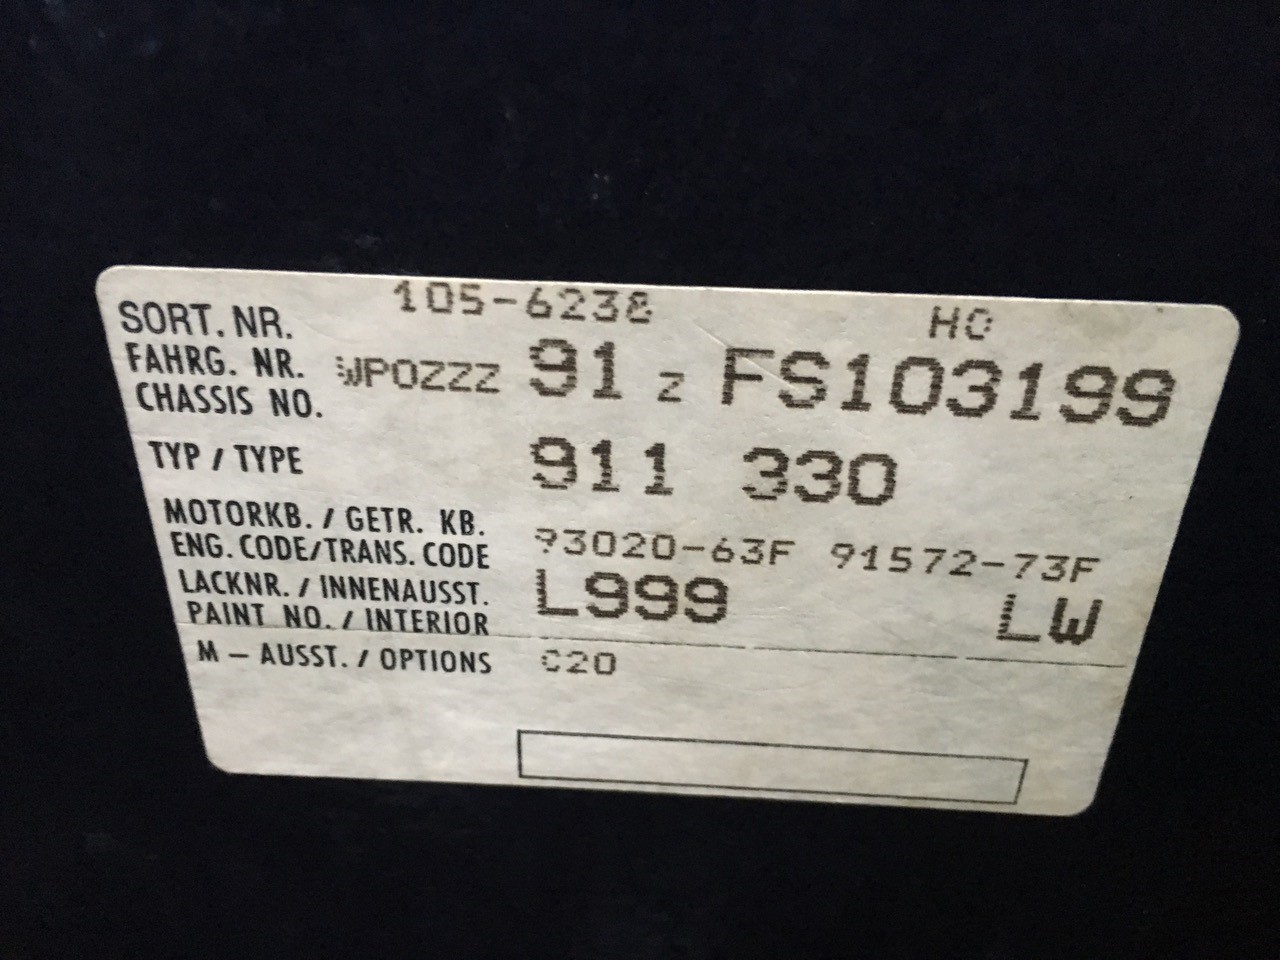 SORT. NR. 105-6238 HO
FAHRG. NR.
CHASSIS NO. WP0ZZZ 91 Z FS103199
TYP / TYPE 911 330
MOTORKB. / GETR. KB.
ENG. CODE/TRANS. CODE 93020-63F 91572-73F
LACKNR. / INNENAUSST.
PAINT NO. / INTERIOR L999 LW
M – AUSST. / OPTIONS C20